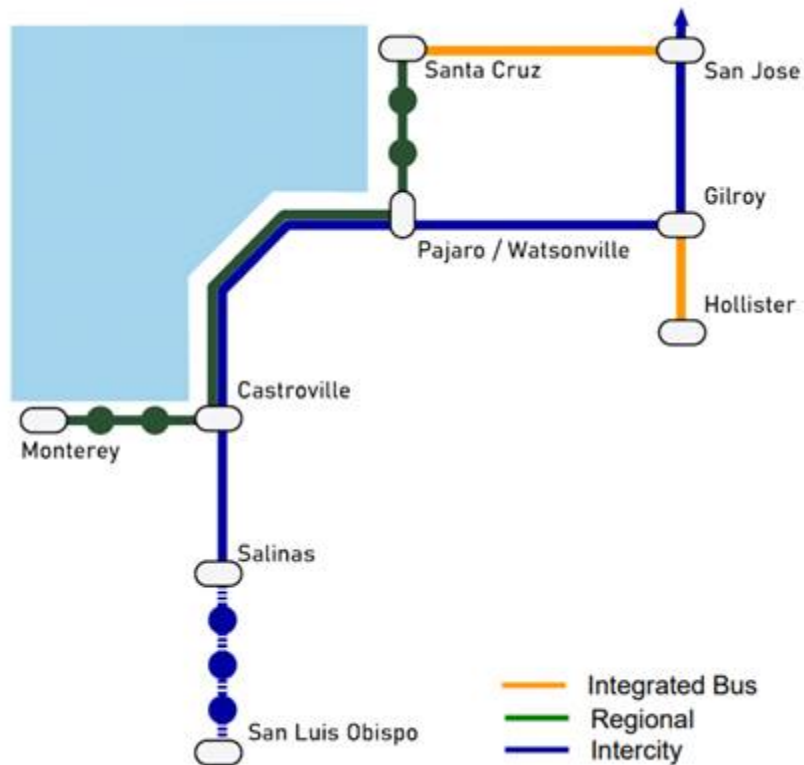 Santa Cruz
San Jose
Gilroy
Pajaro / Watsonville
Hollister
Castroville
Monterey
Salinas
San Luis Obispo
Integrated Bus
Regional
Intercity